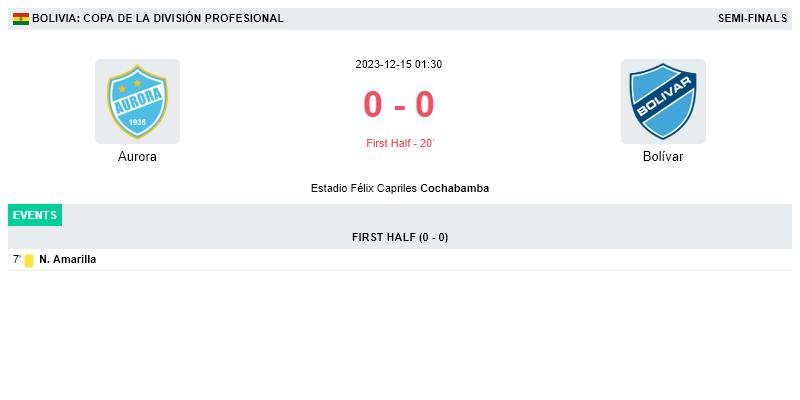 BOLIVIA: COPA DE LA DIVISIÓN PROFESIONAL SEMI-FINALS
2023-12-15 01:30
AURORA
1935
0 - 0
BOLIVAR
First Half - 20'
Aurora Bolívar
Estadio Félix Capriles Cochabamba
EVENTS
FIRST HALF (0 - 0)
7' N. Amarilla